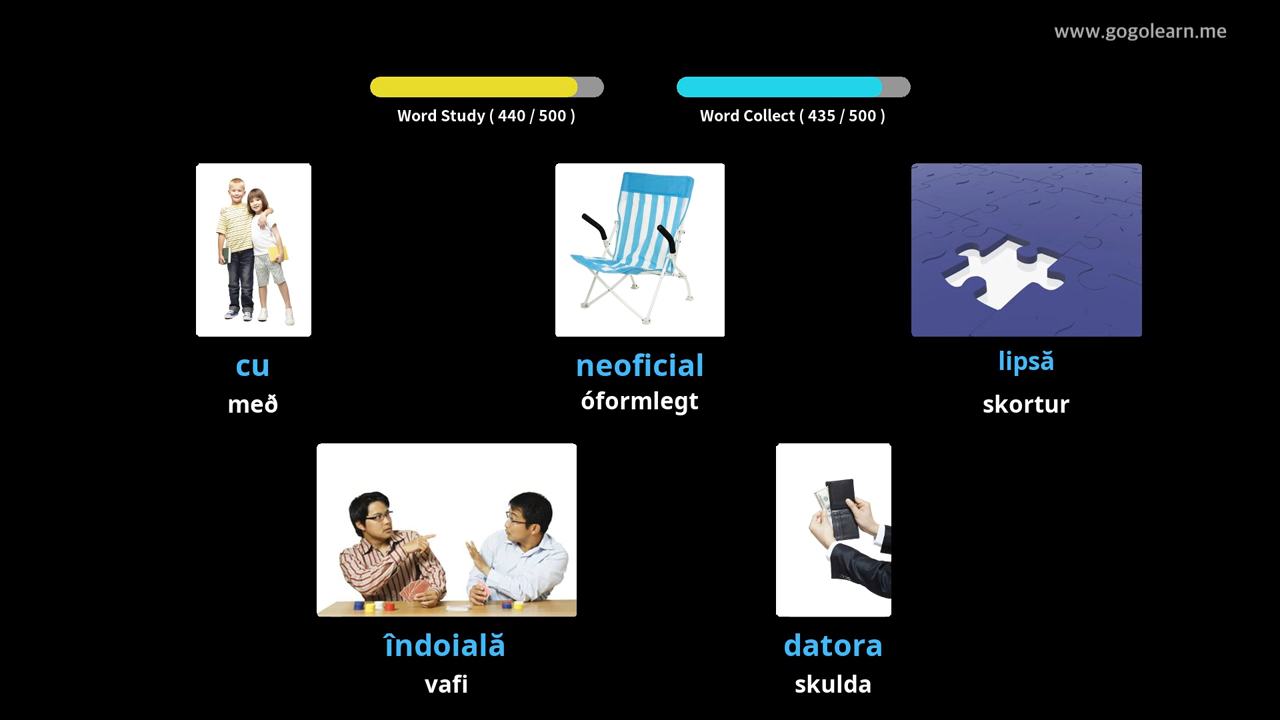 www.gogolearn.me
Word Study ( 440 / 500 )
Word Collect ( 435 / 500 )
cu
með
neoficial
óformlegt
lipsă
skortur
îndoială
vafi
datora
skulda